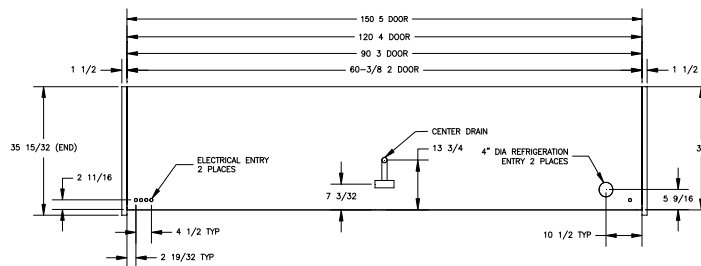 150 5 DOOR
120 4 DOOR
90 3 DOOR
1 1/2
60-3/8 2 DOOR
1 1/2
35 15/32 (END)
CENTER DRAIN
13 3/4
ELECTRICAL ENTRY
2 PLACES
4" DIA REFRIGERATION
ENTRY 2 PLACES
2 11/16
7 3/32
5 9/16
4 1/2 TYP
10 1/2 TYP
2 19/32 TYP